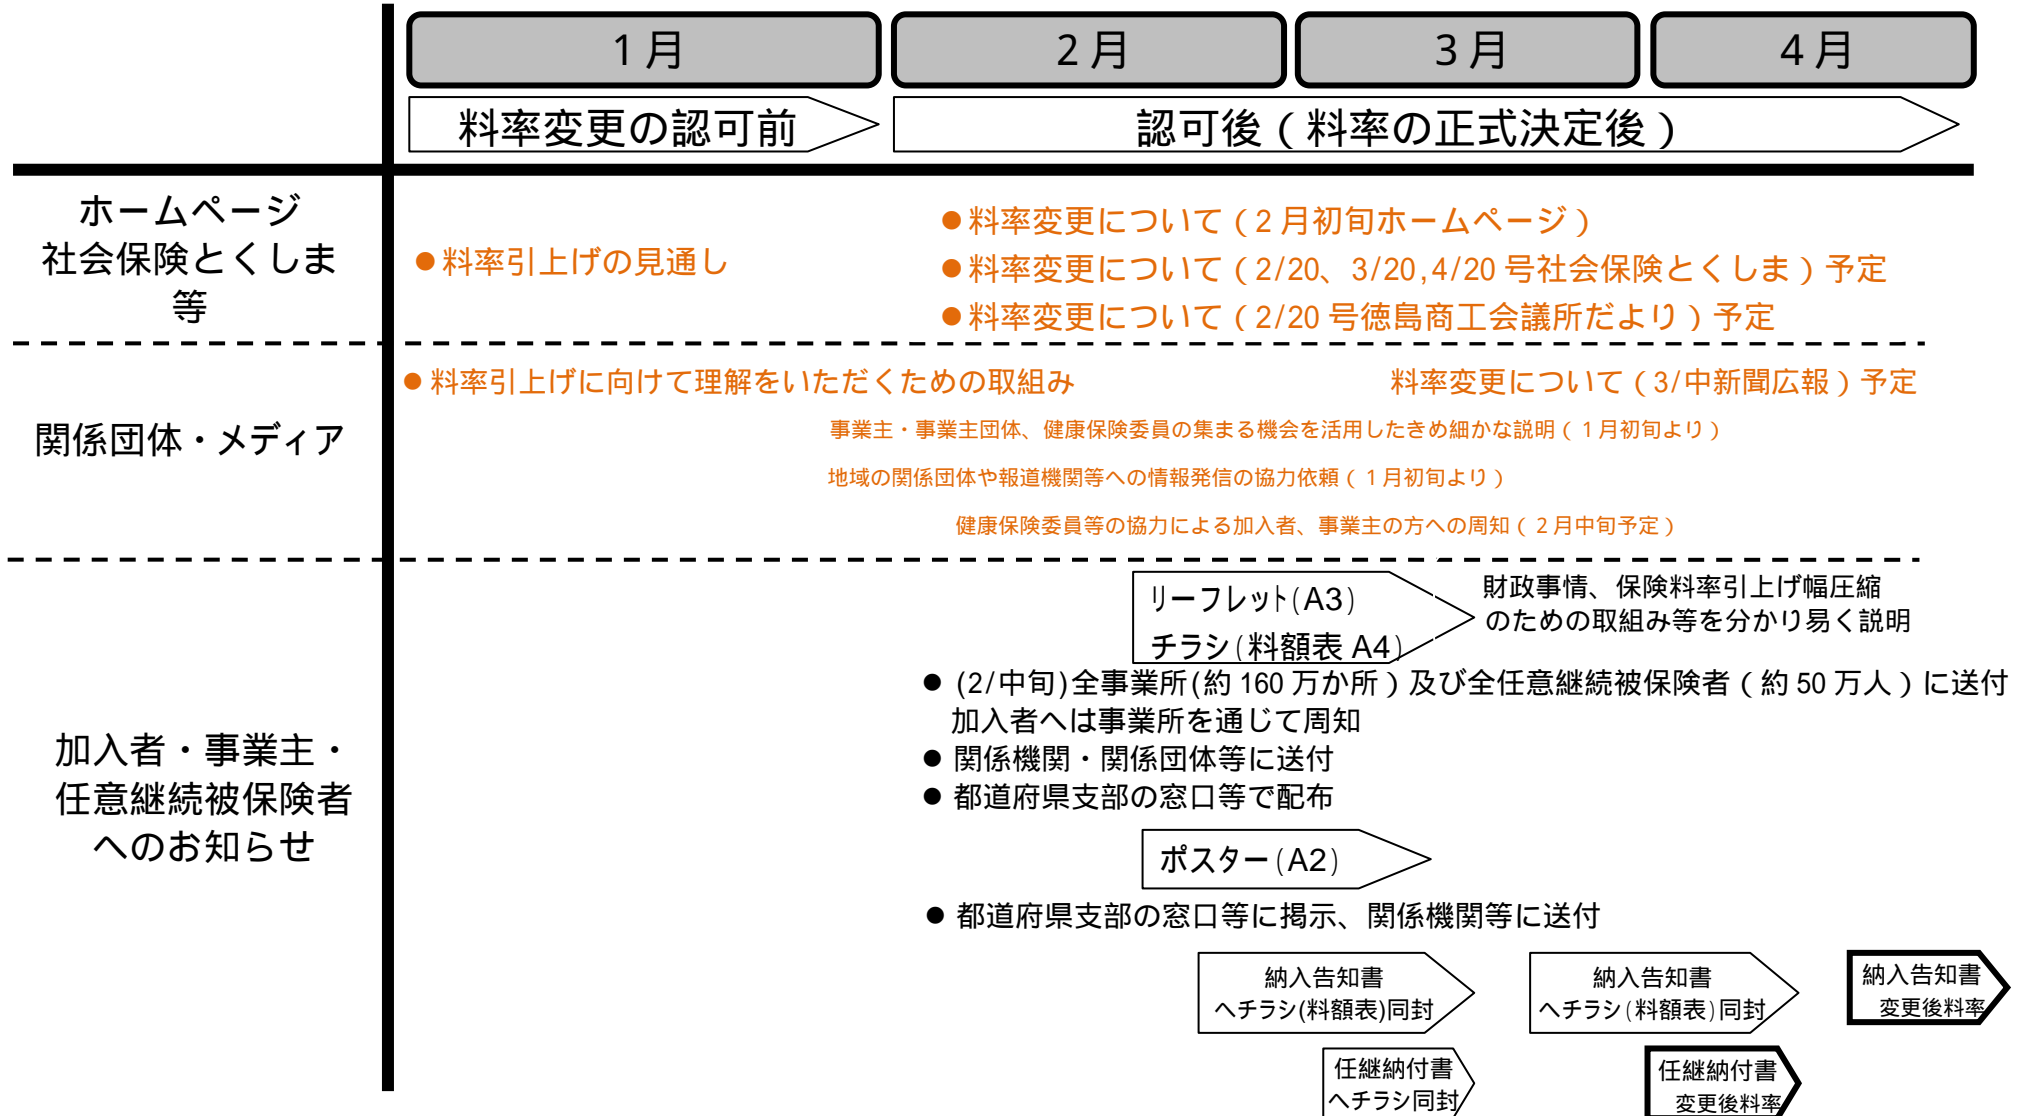 1月
2月
3月
4月
料率変更の認可前
認可後（料率の正式決定後）
ホームページ
社会保険とくしま
等
●料率引上げの見通し
●料率変更について（2月初旬ホームページ）
●料率変更について（2/20、3/20,4/20号社会保険とくしま）予定
●料率変更について（2/20号徳島商工会議所だより）予定
関係団体・メディア
●料率引上げに向けて理解をいただくための取組み
料率変更について（3/中新聞広報）予定
事業主・事業主団体、健康保険委員の集まる機会を活用したきめ細かな説明（１月初旬より）
地域の関係団体や報道機関等への情報発信の協力依頼（１月初旬より）
健康保険委員等の協力による加入者、事業主の方への周知（２月中旬予定）
加入者・事業主・
任意継続被保険者
へのお知らせ
リーフレット(A3)
チラシ(料額表 A4)
財政事情、保険料率引上げ幅圧縮
のための取組み等を分かり易く説明
● (2/中旬)全事業所(約160万か所）及び全任意継続被保険者（約50万人）に送付
加入者へは事業所を通じて周知
● 関係機関・関係団体等に送付
● 都道府県支部の窓口等で配布
ポスター(A2)
● 都道府県支部の窓口等に掲示、関係機関等に送付
納入告知書
へチラシ(料額表)同封
納入告知書
へチラシ(料額表)同封
納入告知書
変更後料率
任継納付書
へチラシ同封
任継納付書
変更後料率